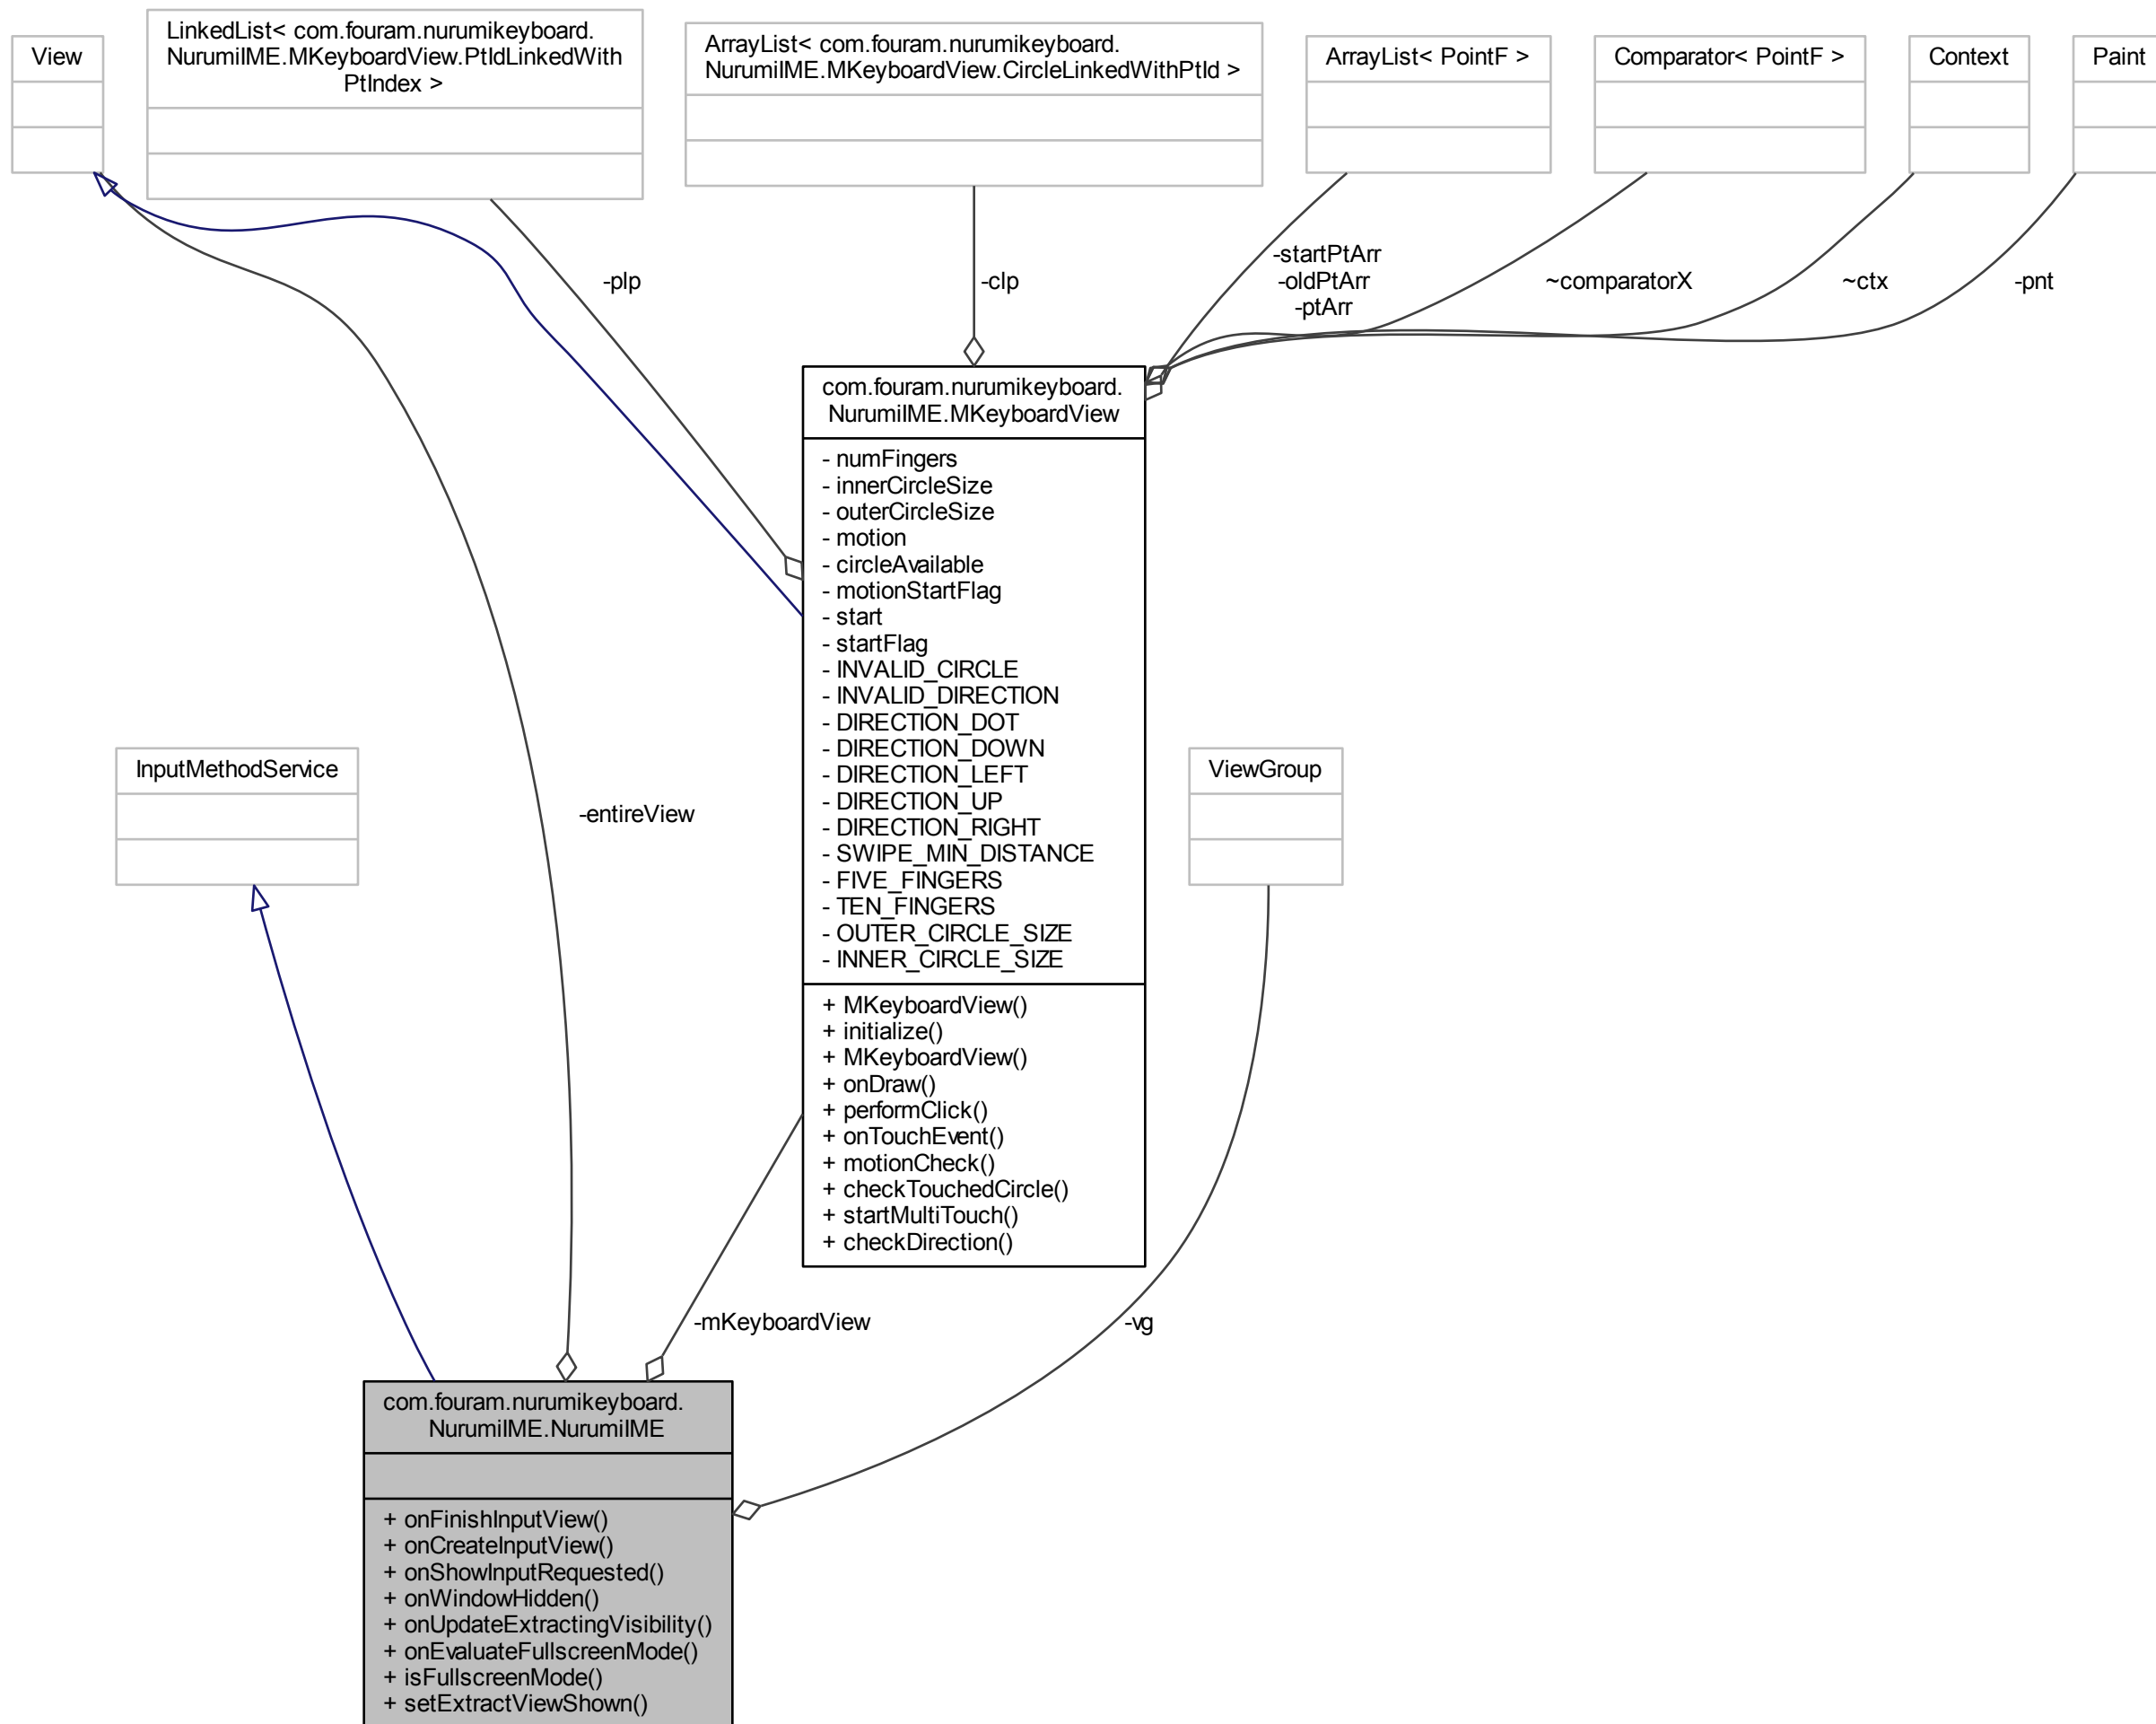 View
LinkedList< com.fouram.nurumikeyboard.
NurumiIME.MKeyboardView.PtIdLinkedWith
PtIndex >
ArrayList< com.fouram.nurumikeyboard.
NurumiIME.MKeyboardView.CircleLinkedWithPtId >
ArrayList< PointF >
Comparator< PointF >
Context
Paint
-plp
-clp
-startPtArr
-oldPtArr
-ptArr
~comparatorX
~ctx
-pnt
com.fouram.nurumikeyboard.
NurumiIME.MKeyboardView
- numFingers
- innerCircleSize
- outerCircleSize
- motion
- circleAvailable
- motionStartFlag
- start
- startFlag
- INVALID_CIRCLE
- INVALID_DIRECTION
- DIRECTION_DOT
- DIRECTION_DOWN
- DIRECTION_LEFT
- DIRECTION_UP
- DIRECTION_RIGHT
- SWIPE_MIN_DISTANCE
- FIVE_FINGERS
- TEN_FINGERS
- OUTER_CIRCLE_SIZE
- INNER_CIRCLE_SIZE
+ MKeyboardView()
+ initialize()
+ MKeyboardView()
+ onDraw()
+ performClick()
+ onTouchEvent()
+ motionCheck()
+ checkTouchedCircle()
+ startMultiTouch()
+ checkDirection()
InputMethodService
-entireView
ViewGroup
-mKeyboardView
-vg
com.fouram.nurumikeyboard.
NurumiIME.NurumiIME
+ onFinishInputView()
+ onCreateInputView()
+ onShowInputRequested()
+ onWindowHidden()
+ onUpdateExtractingVisibility()
+ onEvaluateFullscreenMode()
+ isFullscreenMode()
+ setExtractViewShown()